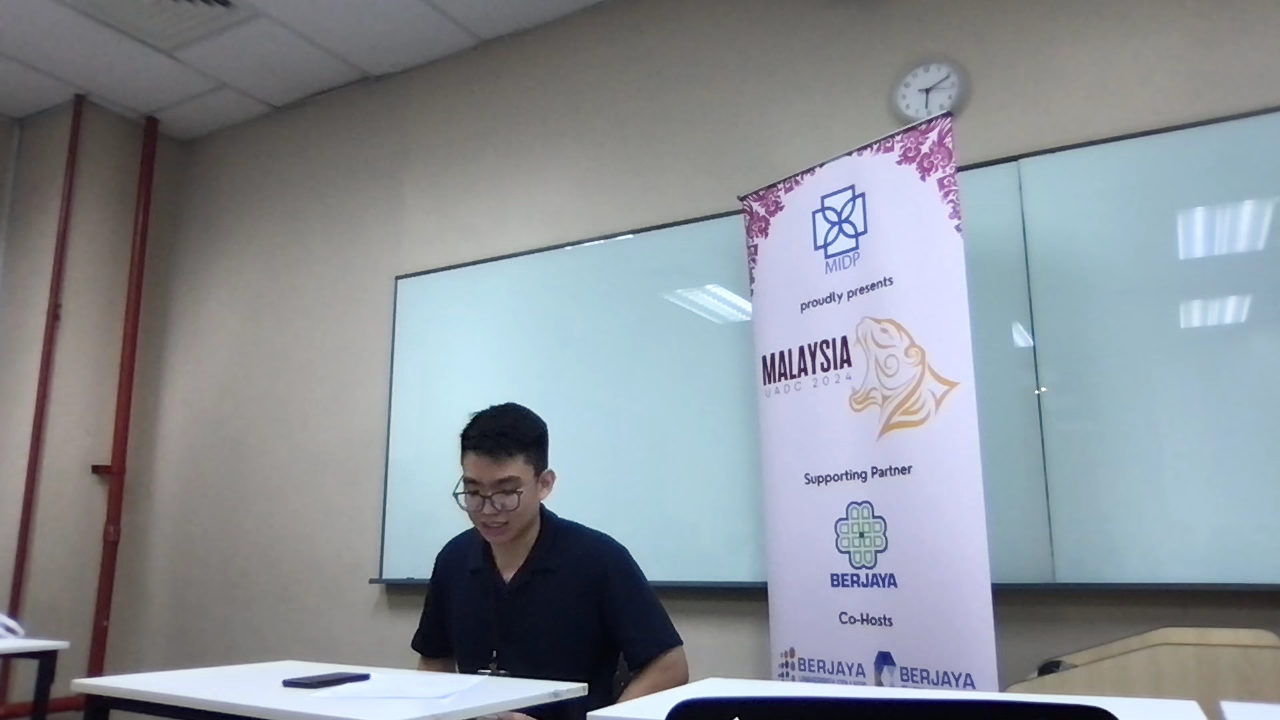 MIDP
proudly presents
MALAYSIA
UADC 2024
Supporting Partner
BERJAYA
Co-Hosts
BERJAYA BERJAYA